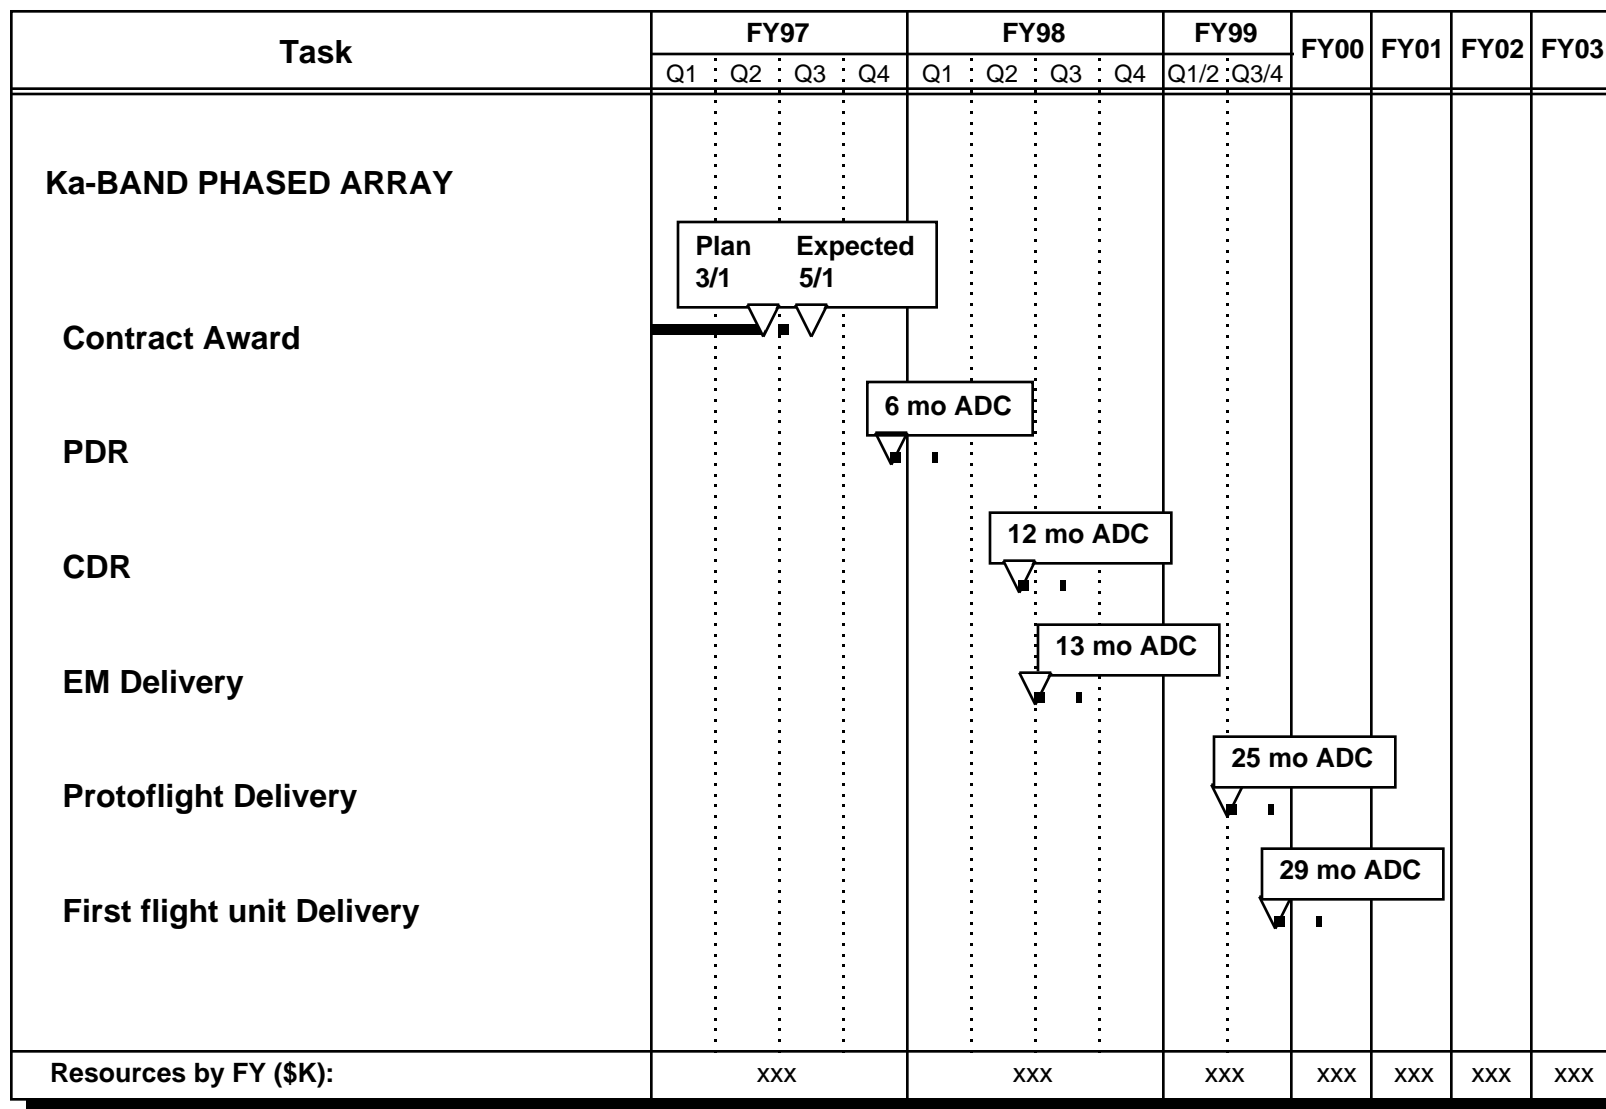 Task
FY97 FY98 FY99 FY00 FY01 FY02 FY03
Q1 Q2 Q3 Q4 Q1 Q2 Q3 Q4 Q1/2 Q3/4
Ka-BAND PHASED ARRAY
Plan Expected
3/1 5/1
Contract Award
6 mo ADC
PDR
12 mo ADC
CDR
13 mo ADC
EM Delivery
25 mo ADC
Protoflight Delivery
29 mo ADC
First flight unit Delivery
Resources by FY ($K): xxx xxx xxx xxx xxx xxx xxx